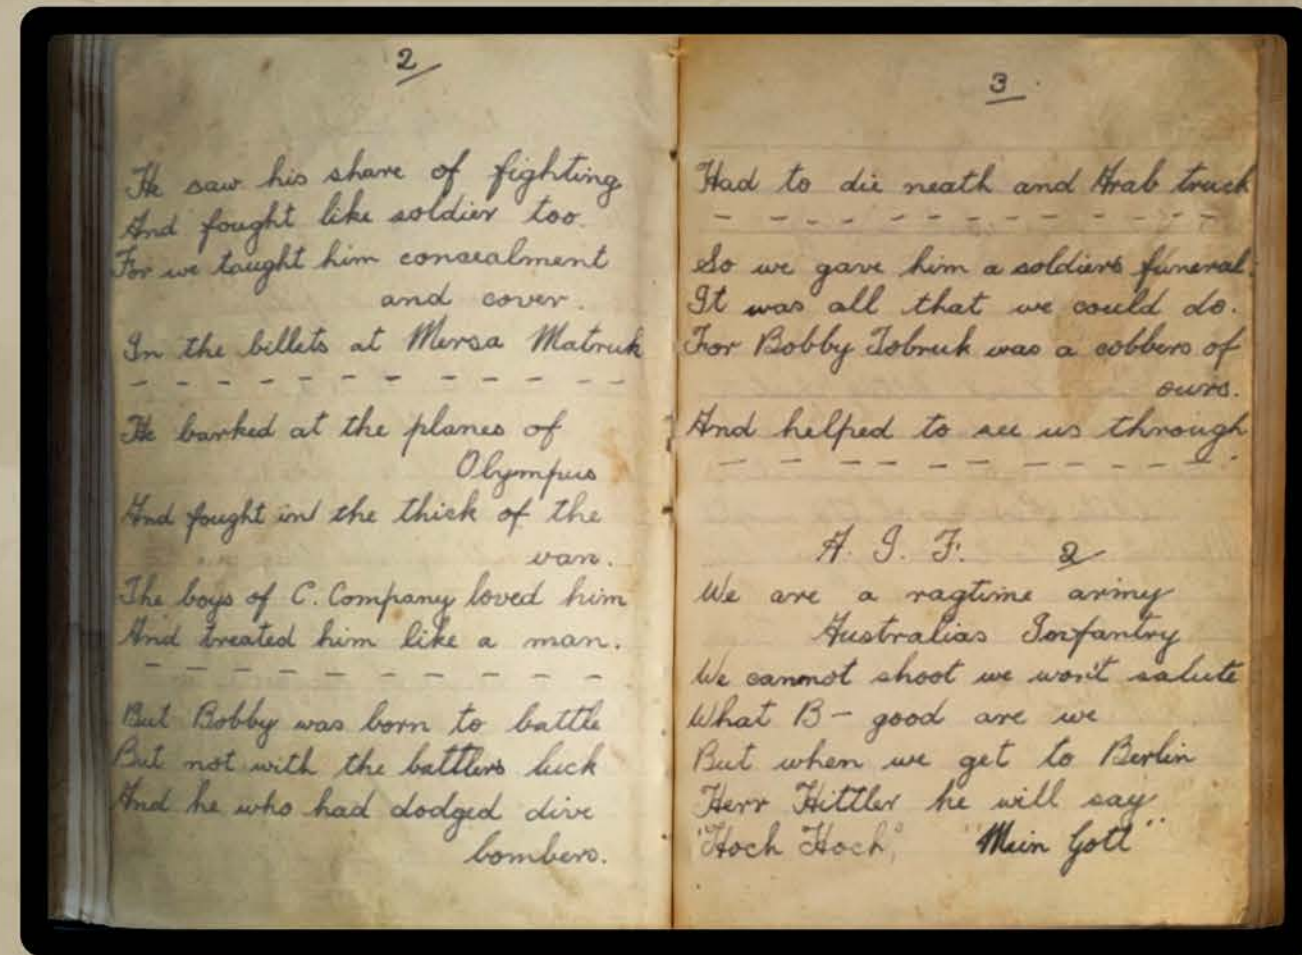 2
He saw his share of fighting
And fought like soldier too.
For we taught him consealment
and cover.
In the billets at Mersa Matruk
He barked at the planes of
Olympus
And fought in the thick of the
van.
The boys of C. Company loved him
And treated him like a man.
But Bobby was born to battle
But not with the battlers luck
And he who had dodged dive
bombers.
3
Had to die neath and Arab truck
So we gave him a soldiers funeral.
It was all that we could do.
For Bobby Tobruk was a cobbers of
ours.
And helped to see us through.
A. I. F. 2
We are a ragtime army
Australias Infantry
We cannot shoot we won't salute
What B- good are we
But when we get to Berlin
Herr Hittler he will say
"Hoch Hoch," "Mein Gott"